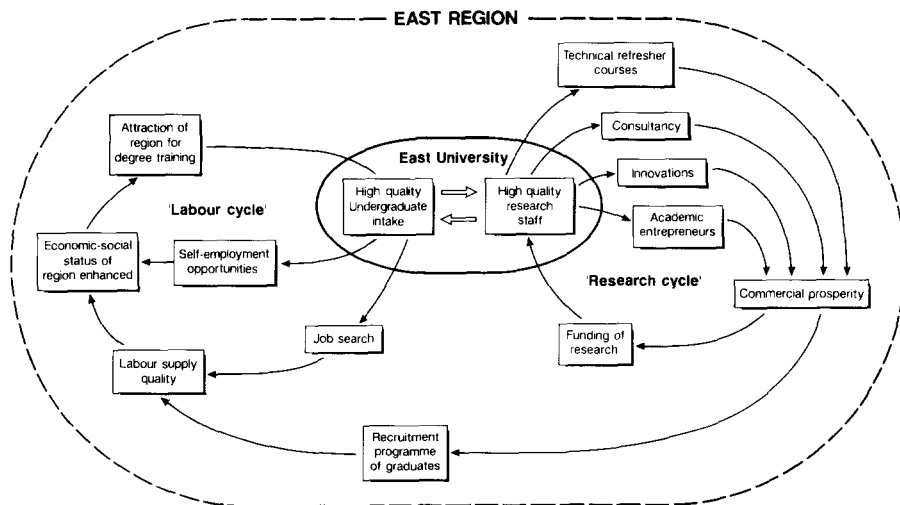 EAST REGION
Technical refresher
courses
Attraction of
region for
degree training
Consultancy
East University
Innovations
High quality
Undergraduate
intake
High quality
research
staff
'Labour cycle'
Academic
entrepreneurs
Economic-social
status of
region enhanced
Self-employment
opportunities
'Research cycle'
Commercial prosperity
Job search
Funding of
research
Labour supply
quality
Recruitment
programme
of graduates